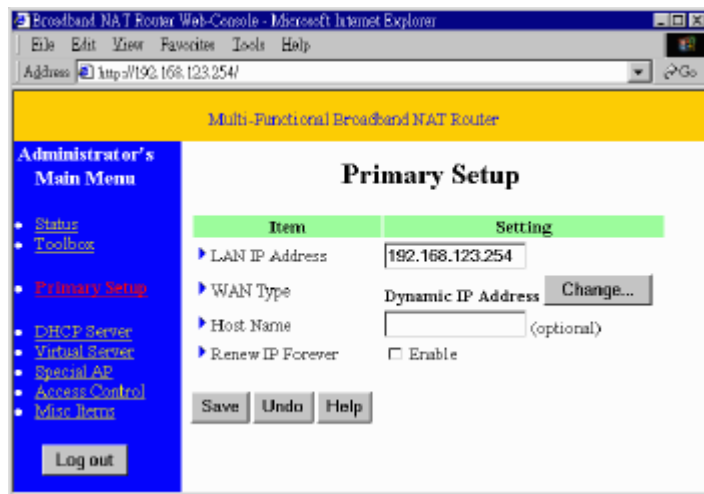 Broadband NAT Router Web-Console - Microsoft Internet Explorer
File Edit View Favorites Tools Help
Address http://192.168.123.254/ Go
Multi-Functional Broadband NAT Router
Administrator's
Main Menu
Status
Toolbox
Primary Setup
DHCP Server
Virtual Server
Special AP
Access Control
Misc Items
Log out
Primary Setup
Item Setting
LAN IP Address 192.168.123.254
WAN Type Dynamic IP Address Change...
Host Name (optional)
Renew IP Forever Enable
Save Undo Help